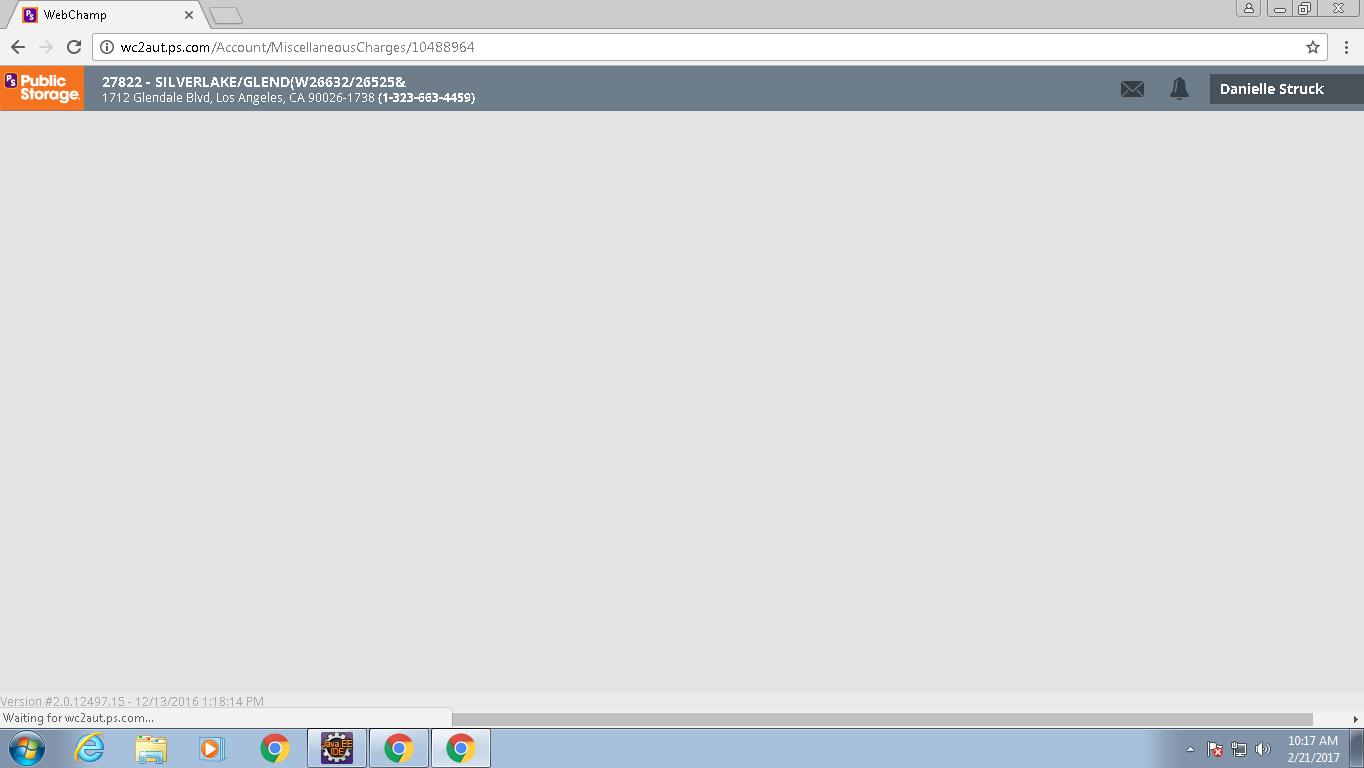 WebChamp
wc2aut.ps.com/Account/MiscellaneousCharges/10488964
PS Public Storage.
27822 - SILVERLAKE/GLEND(W26632/26525&
1712 Glendale Blvd, Los Angeles, CA 90026-1738 (1-323-663-4459)
Danielle Struck
Version #2.0.12497.15 - 12/13/2016 1:18:14 PM
Waiting for wc2aut.ps.com...
Java EE
IDE
10:17 AM
2/21/2017